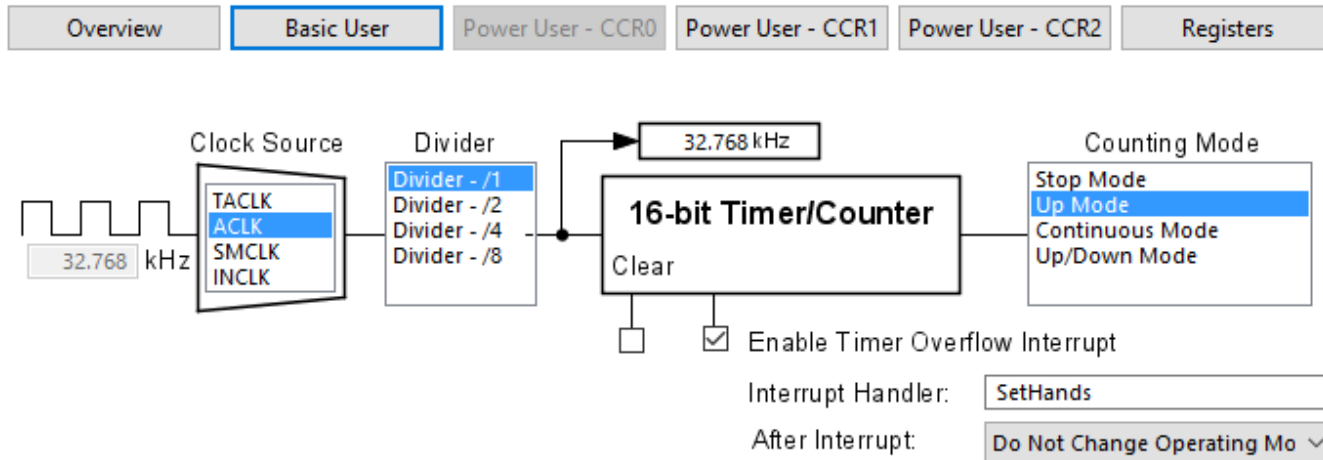 Overview Basic User Power User - CCR0 Power User - CCR1 Power User - CCR2 Registers
Clock Source
Divider
32.768 kHz
Counting Mode
32.768 kHz
TACLK
ACLK
SMCLK
INCLK
Divider - /1
Divider - /2
Divider - /4
Divider - /8
16-bit Timer/Counter
Clear
Stop Mode
Up Mode
Continuous Mode
Up/Down Mode
Enable Timer Overflow Interrupt
Interrupt Handler: SetHands
After Interrupt: Do Not Change Operating Mo